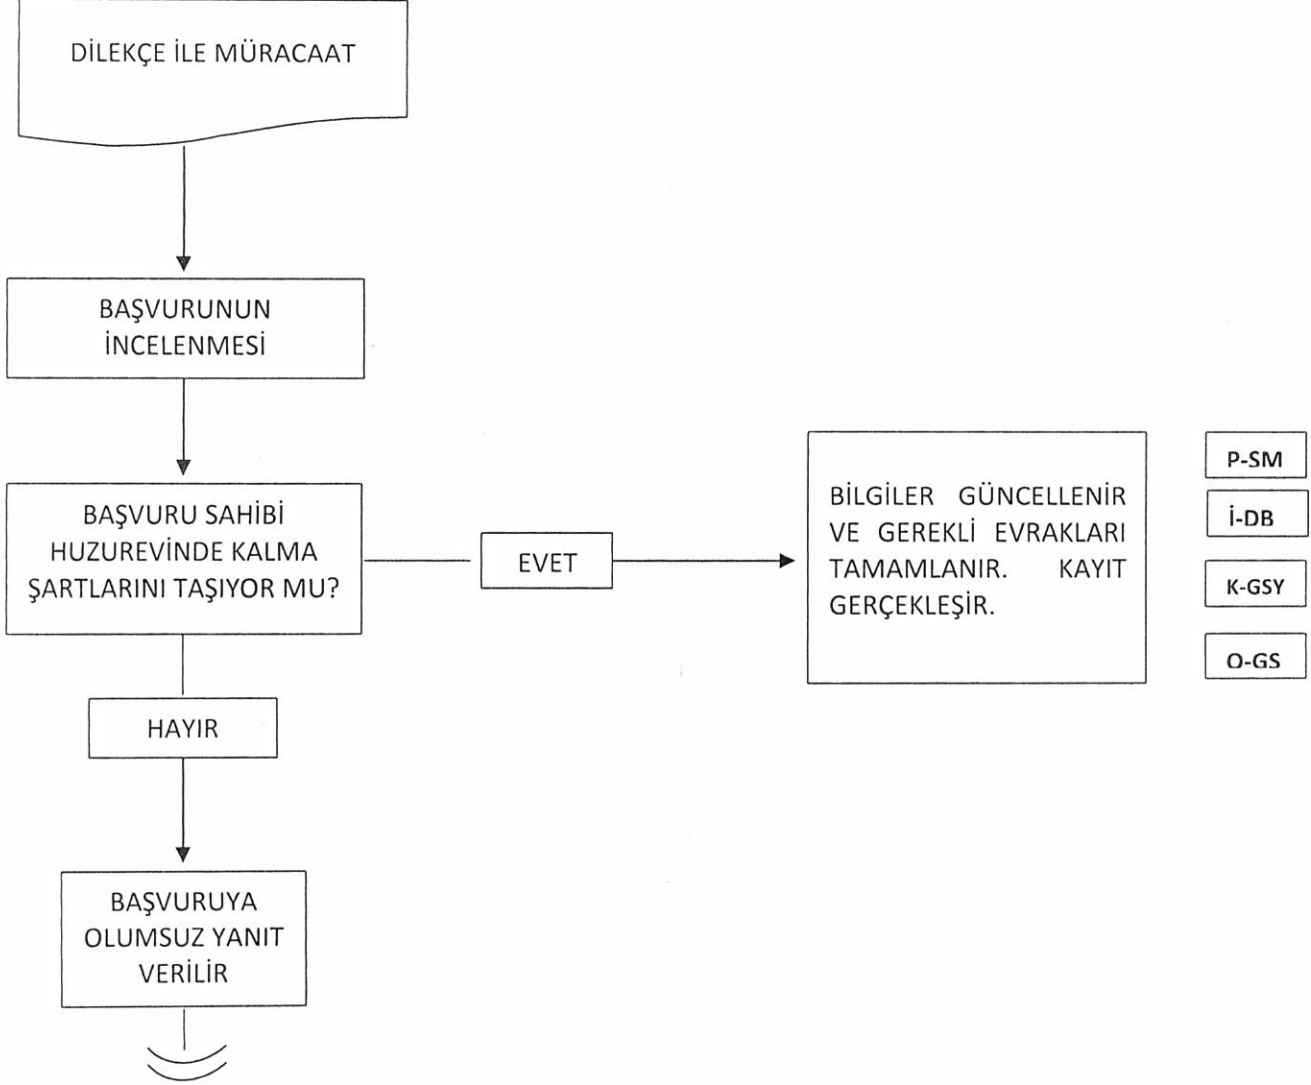 DİLEKÇE İLE MÜRACAAT
BAŞVURUNUN
İNCELENMESİ
BAŞVURU SAHİBİ
HUZUREVİNDE KALMA
ŞARTLARINI TAŞIYOR MU?
EVET
BİLGİLER GÜNCELLENİR
VE GEREKLİ EVRAKLARI
TAMAMLANIR. KAYIT
GERÇEKLEŞİR.
P-SM
İ-DB
K-GSY
O-GS
HAYIR
BAŞVURUYA
OLUMSUZ YANIT
VERİLİR